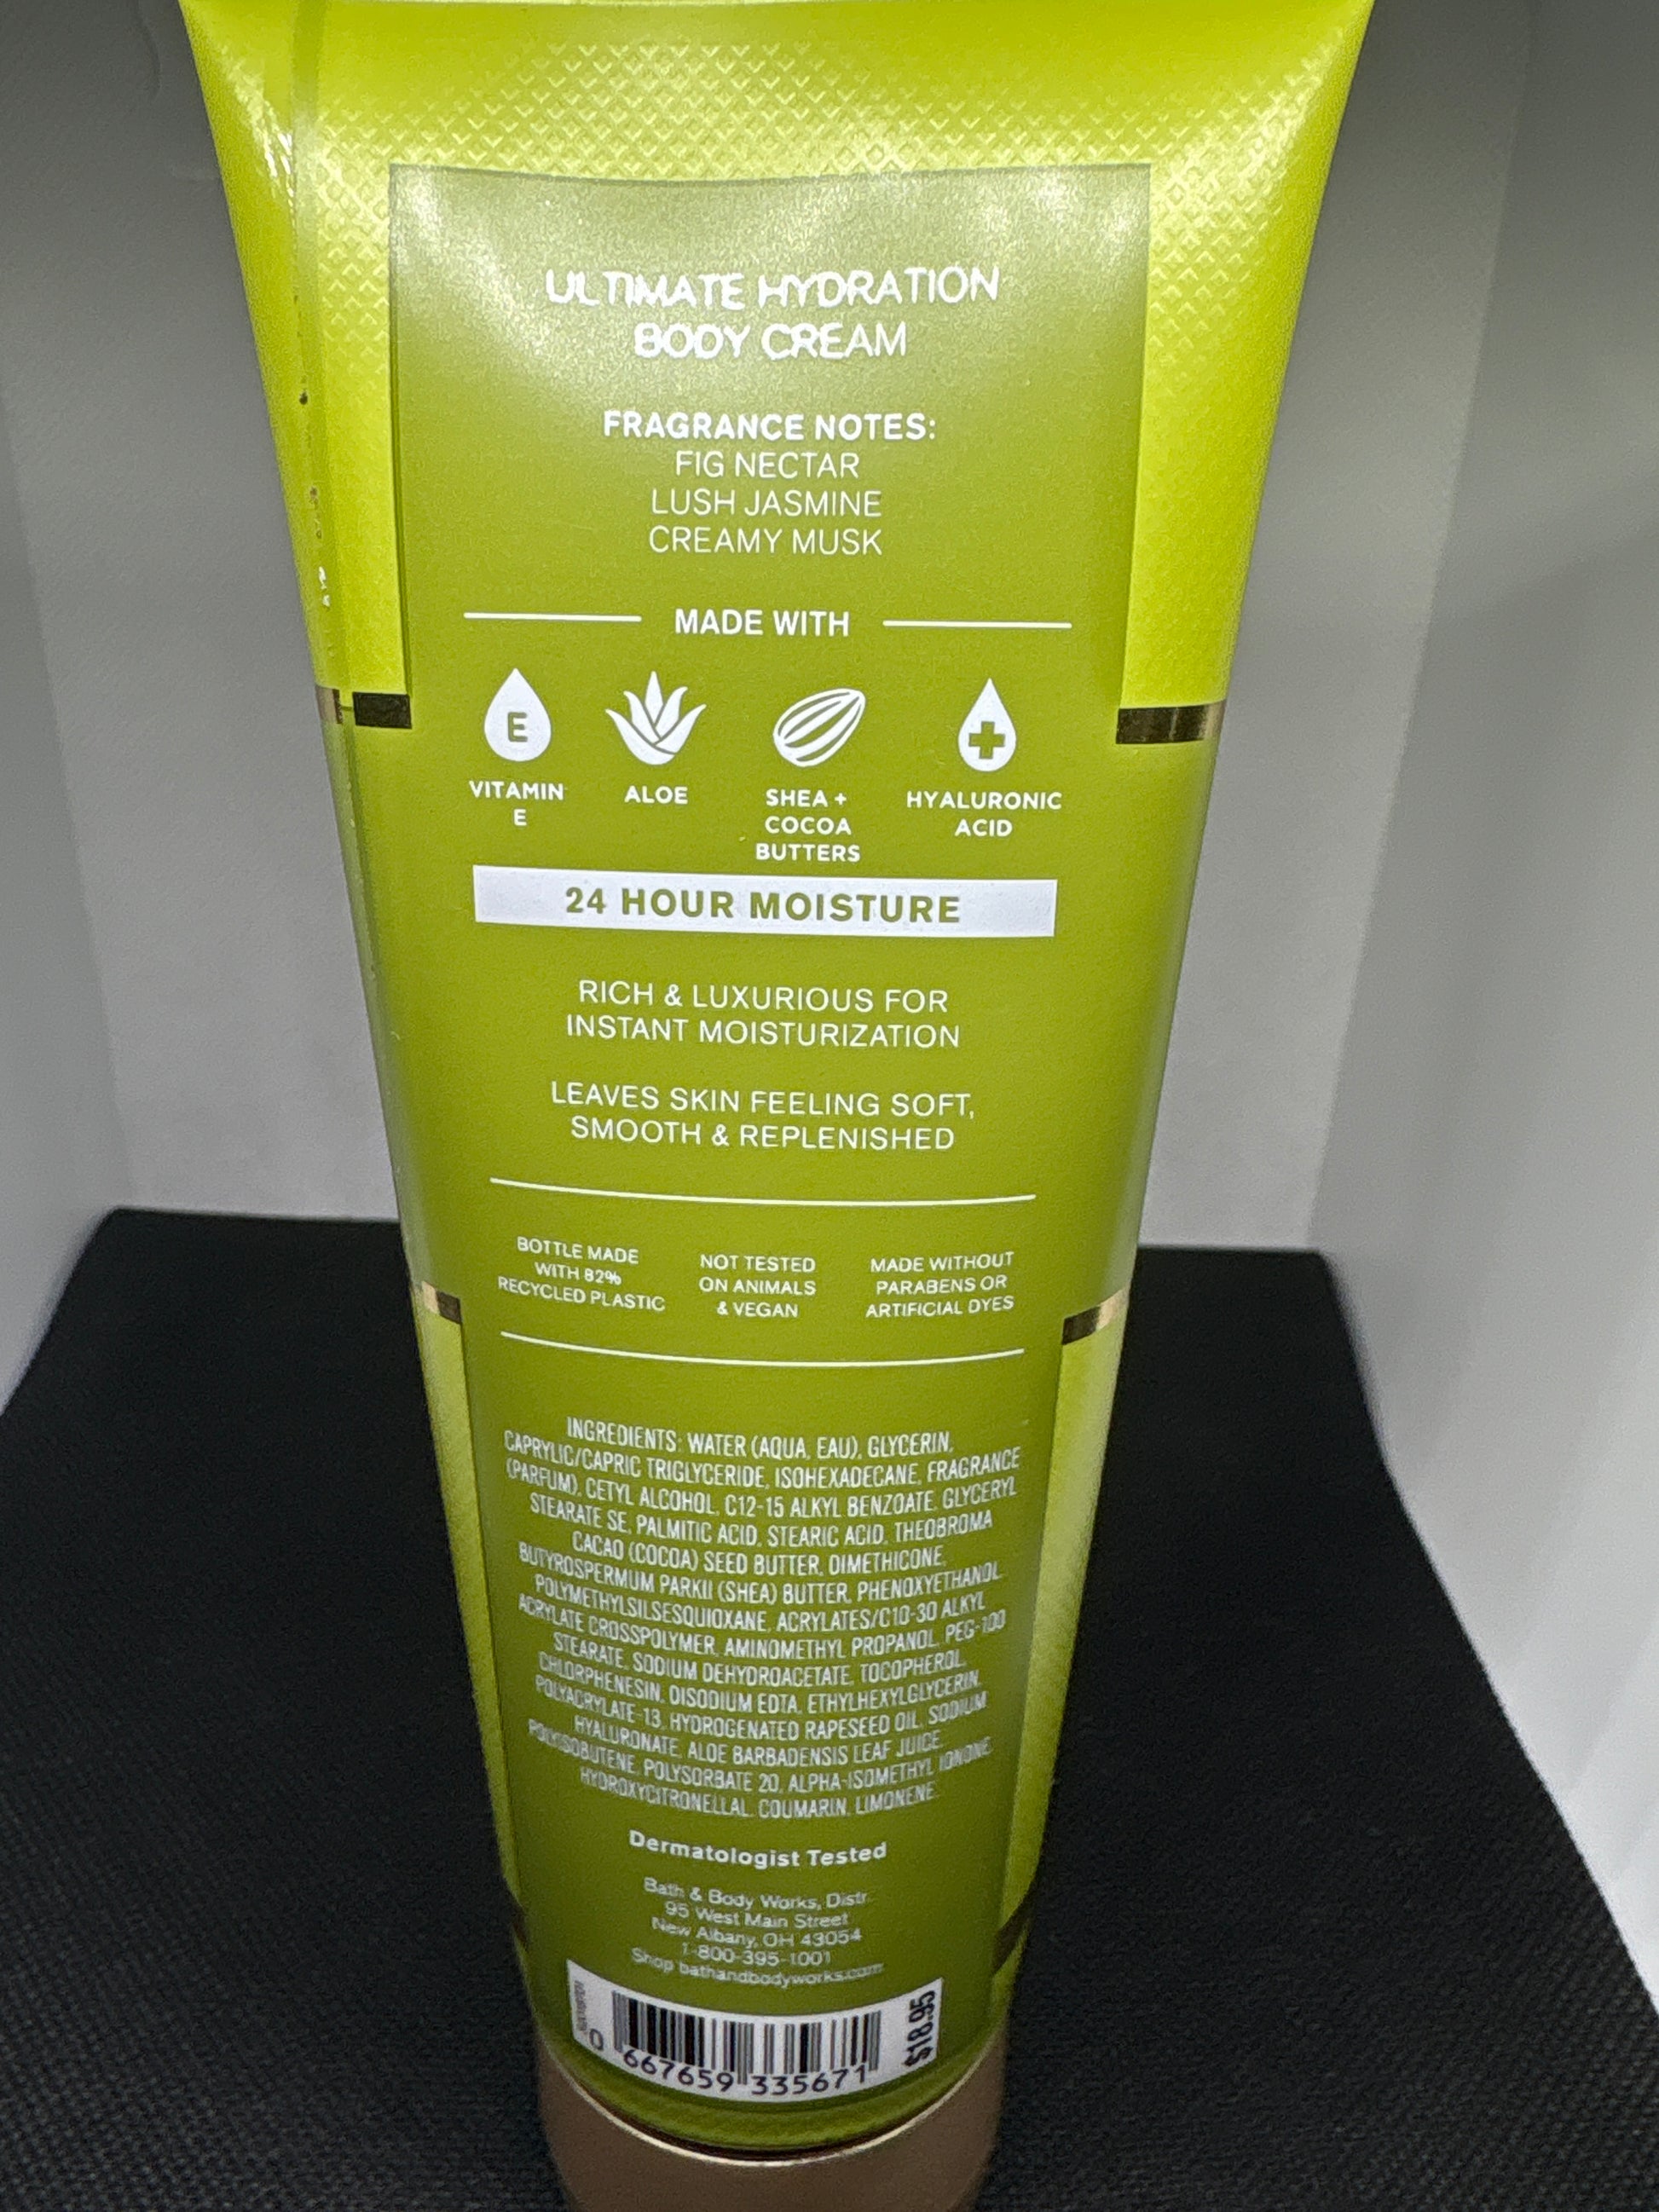 ULTIMATE HYDRATION
BODY CREAM
FRAGRANCE NOTES:
FIG NECTAR
LUSH JASMINE
CREAMY MUSK
MADE WITH
E
VITAMIN
E
ALOE
SHEA +
COCOA
BUTTERS
HYALURONIC
ACID
24 HOUR MOISTURE
RICH & LUXURIOUS FOR
INSTANT MOISTURIZATION
LEAVES SKIN FEELING SOFT,
SMOOTH & REPLENISHED
BOTTLE MADE
WITH 82%
RECYCLED PLASTIC
NOT TESTED
ON ANIMALS
& VEGAN
MADE WITHOUT
PARABENS OR
ARTIFICIAL DYES
INGREDIENTS: WATER (AQUA, EAU), GLYCERIN,
CAPRYLIC/CAPRIC TRIGLYCERIDE, ISOHEXADECANE, FRAGRANCE
(PARFUM), CETYL ALCOHOL, C12-15 ALKYL BENZOATE, GLYCERYL
STEARATE SE, PALMITIC ACID, STEARIC ACID, THEOBROMA
CACAO (COCOA) SEED BUTTER, DIMETHICONE,
BUTYROSPERMUM PARKII (SHEA) BUTTER, PHENOXYETHANOL,
POLYMETHYLSILSESQUIOXANE, ACRYLATES/C10-30 ALKYL
ACRYLATE CROSSPOLYMER, AMINOMETHYL PROPANOL, PEG-100
STEARATE, SODIUM DEHYDROACETATE, TOCOPHEROL,
CHLORPHENESIN, DISODIUM EDTA, ETHYLHEXYLGLYCERIN,
POLYACRYLATE-13, HYDROGENATED RAPESEED OIL, SODIUM
HYALURONATE, ALOE BARBADENSIS LEAF JUICE,
POLYISOBUTENE, POLYSORBATE 20, ALPHA-ISOMETHYL IONONE,
HYDROXYCITRONELLAL, COUMARIN, LIMONENE.
Dermatologist Tested
Bath & Body Works, Distr.
95 West Main Street
New Albany, OH 43054
1-800-395-1001
Shop bathandbodyworks.com
0 667659 335671
$18.95